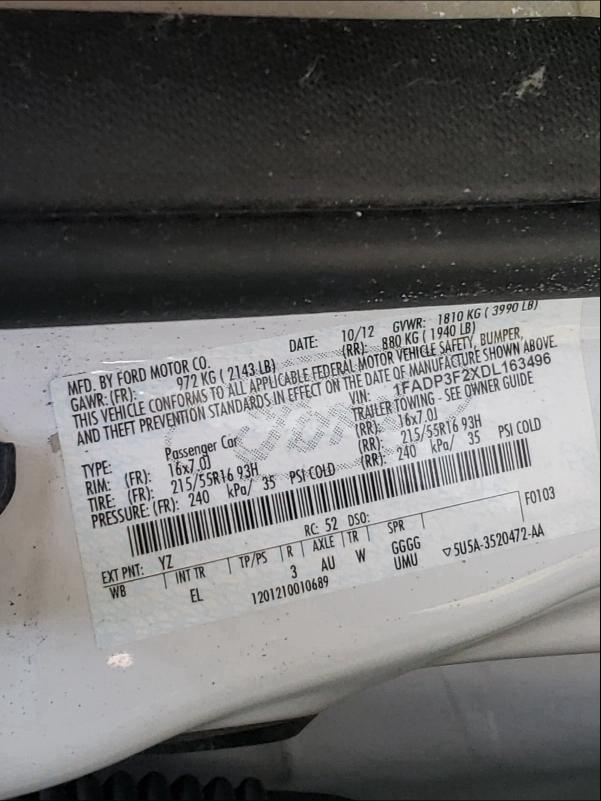 MFD. BY FORD MOTOR CO.
DATE: 10/12 GVWR: 1810 KG ( 3990 LB)
GAWR: (FR): 972 KG ( 2143 LB) (RR): 880 KG ( 1940 LB)
THIS VEHICLE CONFORMS TO ALL APPLICABLE FEDERAL MOTOR VEHICLE SAFETY, BUMPER,
AND THEFT PREVENTION STANDARDS IN EFFECT ON THE DATE OF MANUFACTURE SHOWN ABOVE.
VIN: 1FADP3F2XDL163496
TYPE: Passenger Car TRAILER TOWING - SEE OWNER GUIDE
RIM: (FR): 16x7.0J (RR): 16x7.0J
TIRE: (FR): 215/55R16 93H (RR): 215/55R16 93H
PRESSURE: (FR): 240 kPa/ 35 PSI COLD (RR): 240 kPa/ 35 PSI COLD
F0103
RC: 52 DSO:
EXT PNT: YZ
WB INT TR TP/PS R AXLE TR SPR
EL 3 AU W GGGG
UMU
1201210010689 ▽5U5A-3520472-AA